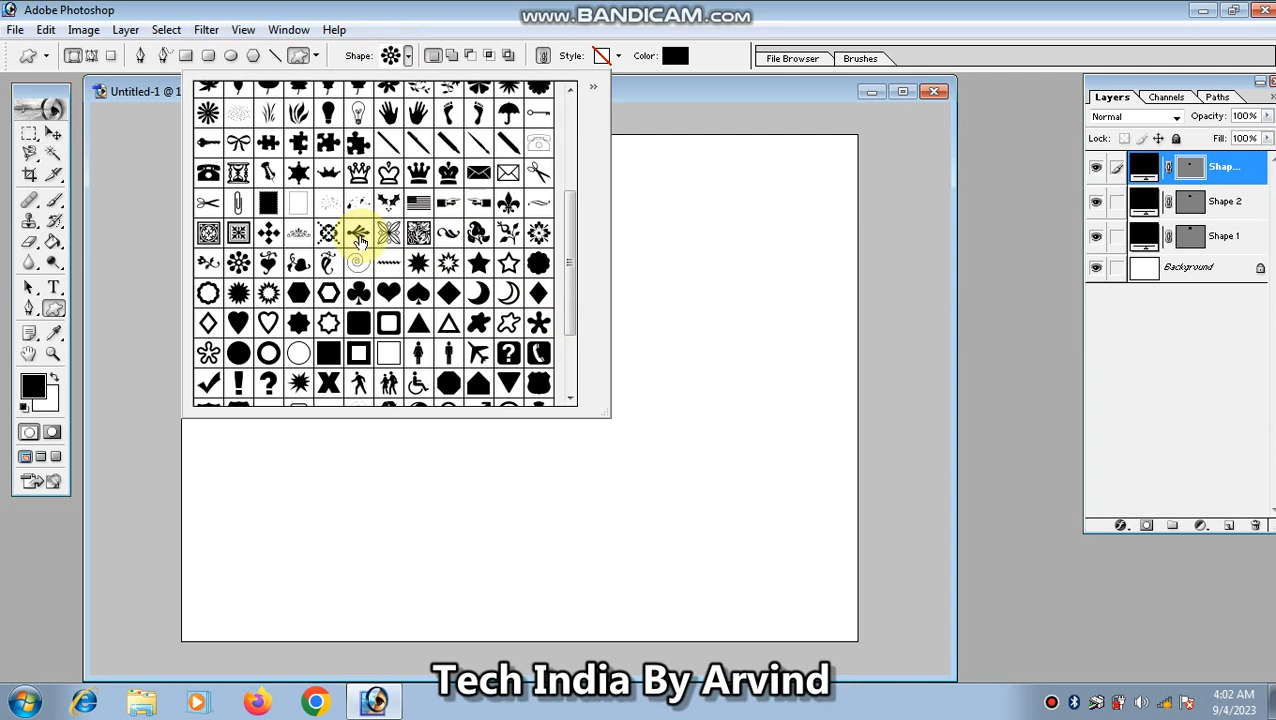 Adobe Photoshop
www.BANDICAM.com
File Edit Image Layer Select Filter View Window Help
Shape: Style: Color: File Browser Brushes
Untitled-1 @ 1
Layers Channels Paths
Normal Opacity: 100%
Lock: Fill: 100%
Shap...
Shape 2
Shape 1
Background
Tech India By Arvind
4:02 AM
9/4/2023